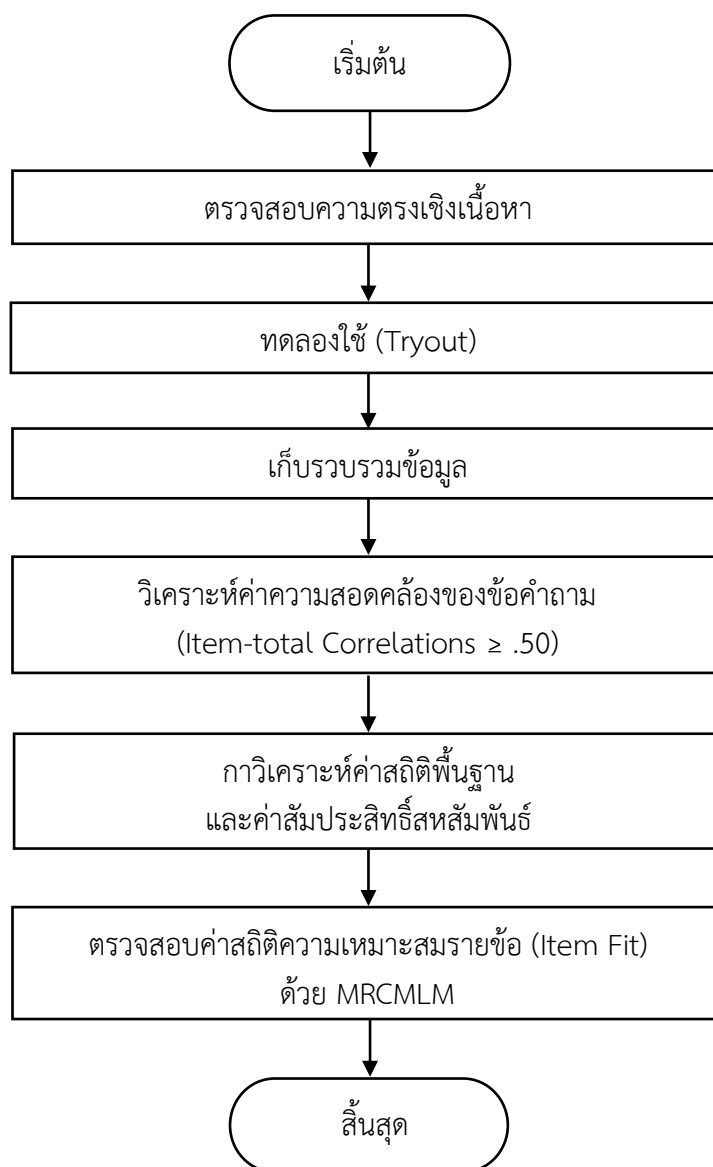 เริ่มต้น
ตรวจสอบความตรงเชิงเนื้อหา
ทดลองใช้ (Tryout)
เก็บรวบรวมข้อมูล
วิเคราะห์ค่าความสอดคล้องของข้อคำถาม
(Item-total Correlations ≥ .50)
กาวิเคราะห์ค่าสถิติพื้นฐาน
และค่าสัมประสิทธิ์สหสัมพันธ์
ตรวจสอบค่าสถิติความเหมาะสมรายข้อ (Item Fit)
ด้วย MRCMLM
สิ้นสุด